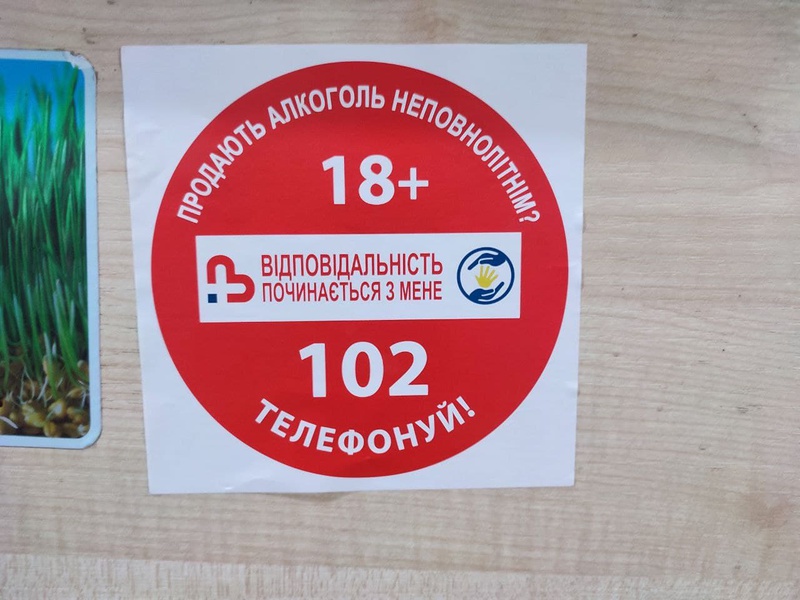 ПРОДАЮТЬ АЛКОГОЛЬ НЕПОВНОЛІТНІМ?
18+
ВІДПОВІДАЛЬНІСТЬ
ПОЧИНАЄТЬСЯ З МЕНЕ
102
ТЕЛЕФОНУЙ!